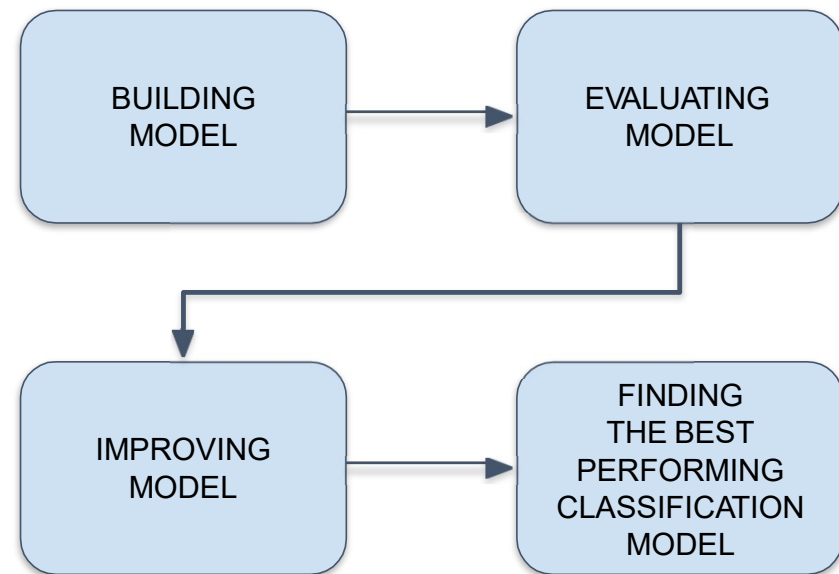 BUILDING
MODEL
EVALUATING
MODEL
IMPROVING
MODEL
FINDING
THE BEST
PERFORMING
CLASSIFICATION
MODEL